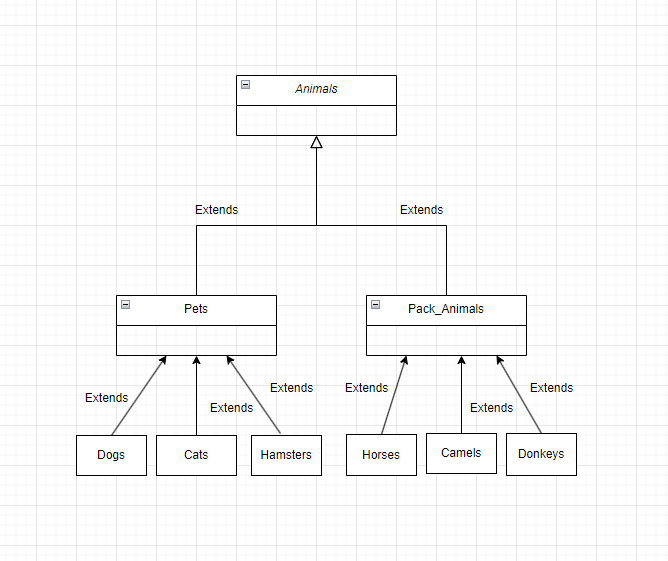 Animals
Extends
Extends
Pets
Pack_Animals
Extends
Extends
Extends
Extends
Extends
Extends
Dogs
Cats
Hamsters
Horses
Camels
Donkeys